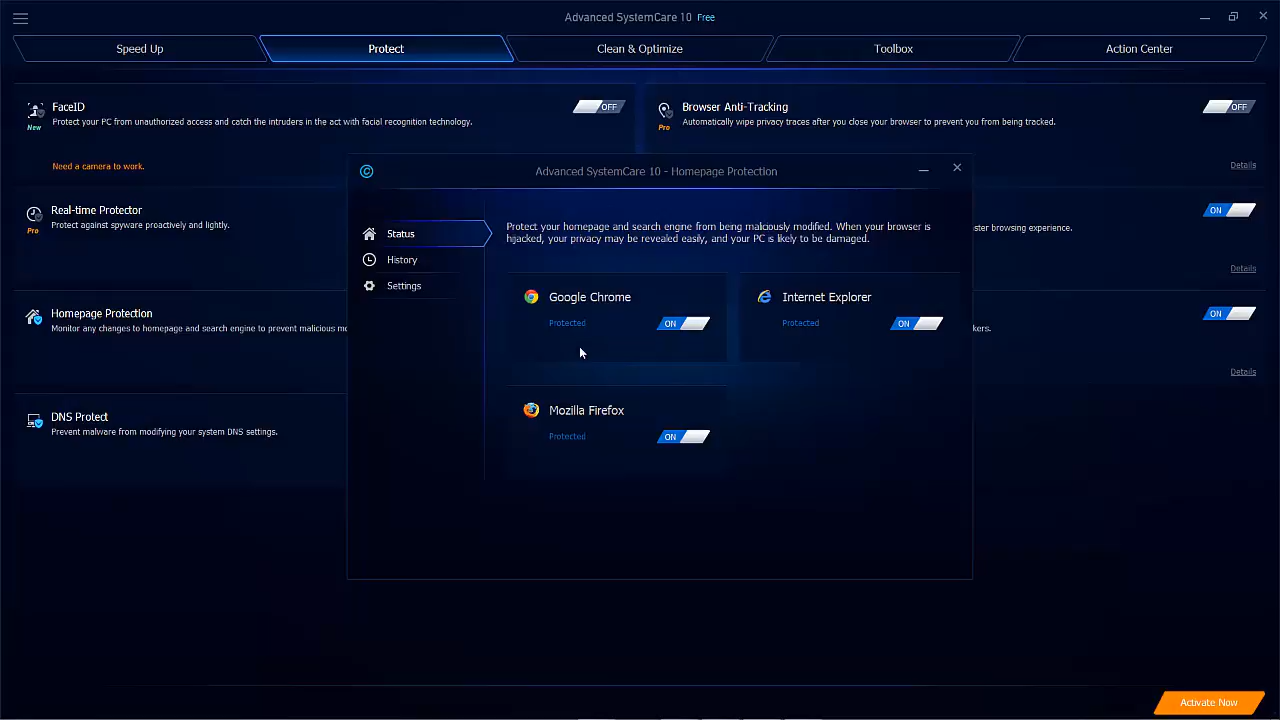 Advanced SystemCare 10 Free
Speed Up
Protect
Clean & Optimize
Toolbox
Action Center
FaceID
OFF
New
Protect your PC from unauthorized access and catch the intruders in the act with facial recognition technology.
Need a camera to work.
Browser Anti-Tracking
OFF
Pro
Automatically wipe privacy traces after you close your browser to prevent you from being tracked.
Details
Real-time Protector
Pro
Protect against spyware proactively and lightly.
ON
browsing experience.
Details
Homepage Protection
Monitor any changes to homepage and search engine to prevent malicious
ON
Details
DNS Protect
Prevent malware from modifying your system DNS settings.
Advanced SystemCare 10 - Homepage Protection
Status
History
Settings
Protect your homepage and search engine from being malciously modified. When your browser is
hijacked, your privacy may be revealed easily, and your PC is likely to be damaged.
Google Chrome
Protected
ON
Internet Explorer
Protected
ON
Mozilla Firefox
Protected
ON
Activate Now